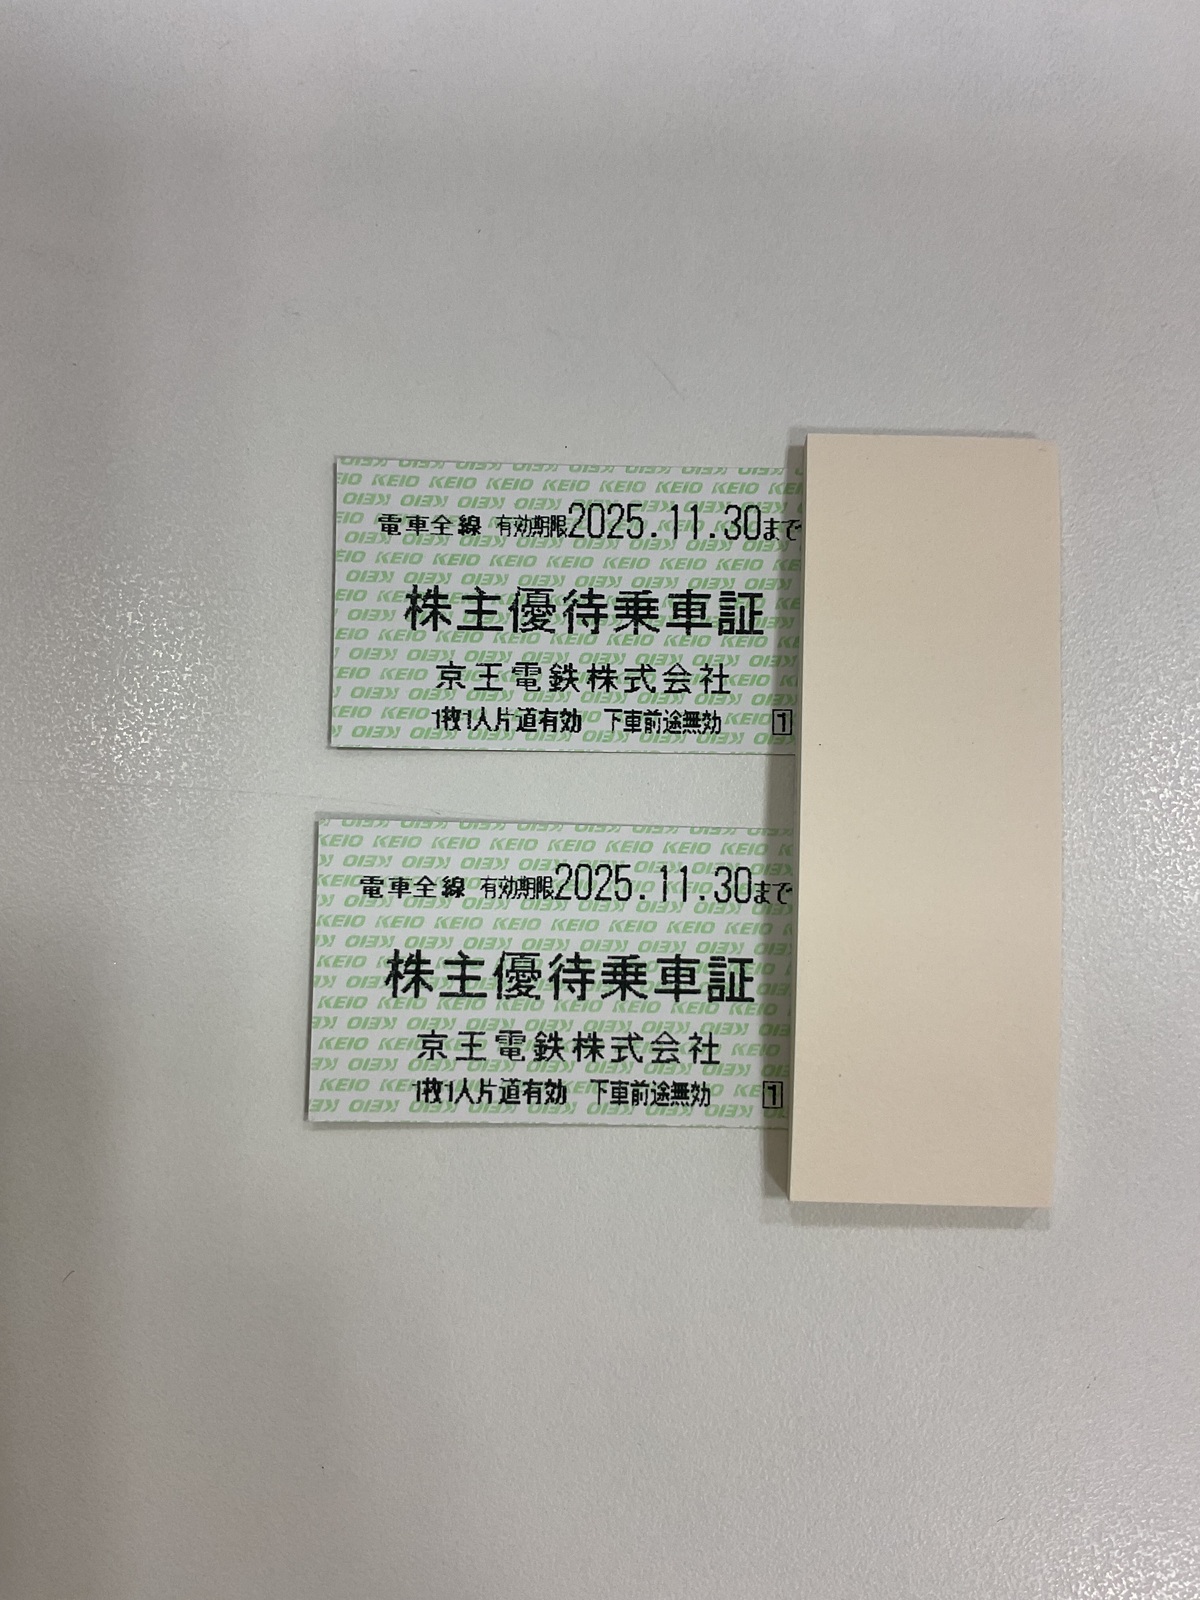 電車全線 有効期限2025.11.30まで
株主優待乗車証
京王電鉄株式会社
1枚1人片道有効 下車前途無効 1
電車全線 有効期限2025.11.30まで
株主優待乗車証
京王電鉄株式会社
1枚1人片道有効 下車前途無効 1